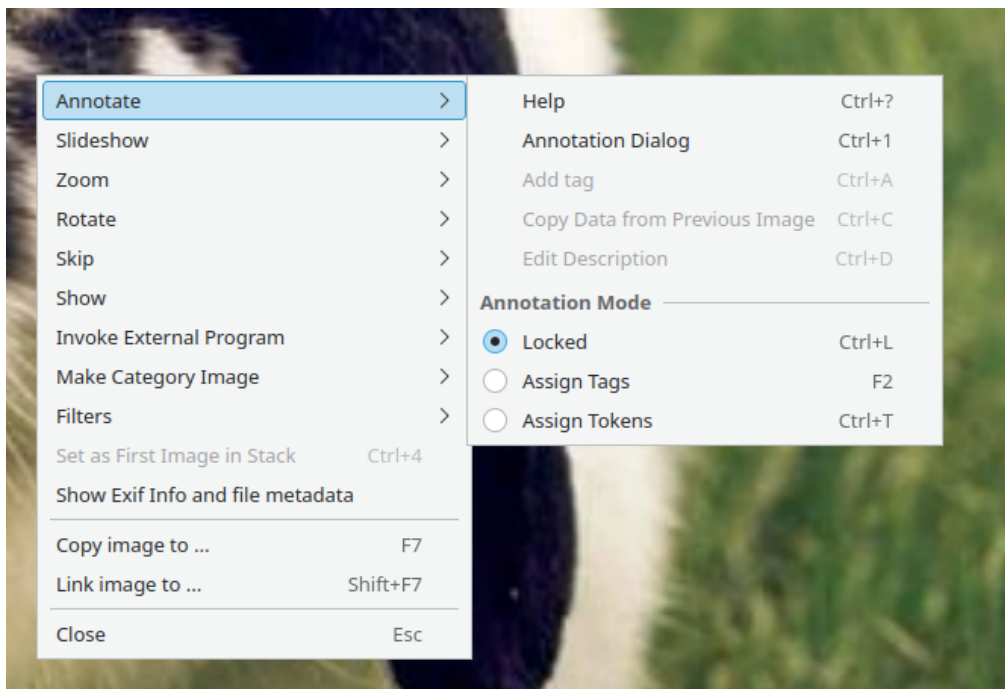 Annotate
Slideshow
Zoom
Rotate
Skip
Show
Invoke External Program
Make Category Image
Filters
Set as First Image in Stack Ctrl+4
Show Exif Info and file metadata
Copy image to ... F7
Link image to ... Shift+F7
Close Esc
Help Ctrl+?
Annotation Dialog Ctrl+1
Add tag Ctrl+A
Copy Data from Previous Image Ctrl+C
Edit Description Ctrl+D
Annotation Mode
Locked Ctrl+L
Assign Tags F2
Assign Tokens Ctrl+T